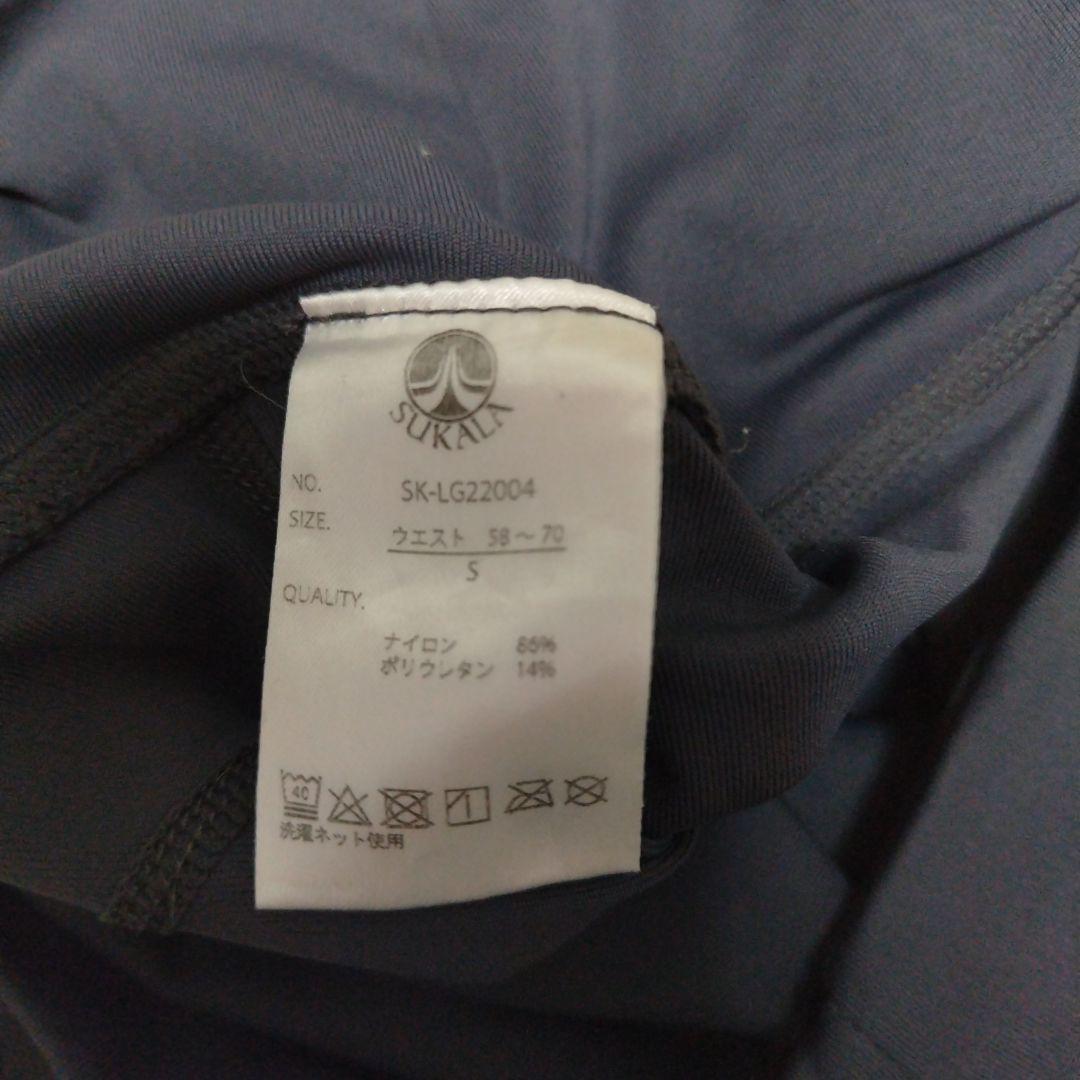 SUKALA
NO. SK-LG22004
SIZE. ウエスト 58～70
S
QUALITY.
ナイロン 86%
ポリウレタン 14%
40
洗濯ネット使用